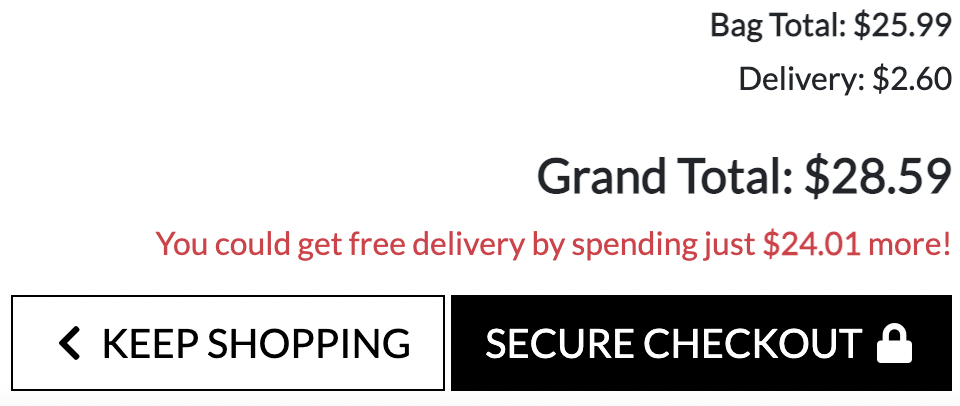 Bag Total: $25.99
Delivery: $2.60
Grand Total: $28.59
You could get free delivery by spending just $24.01 more!
KEEP SHOPPING
SECURE CHECKOUT